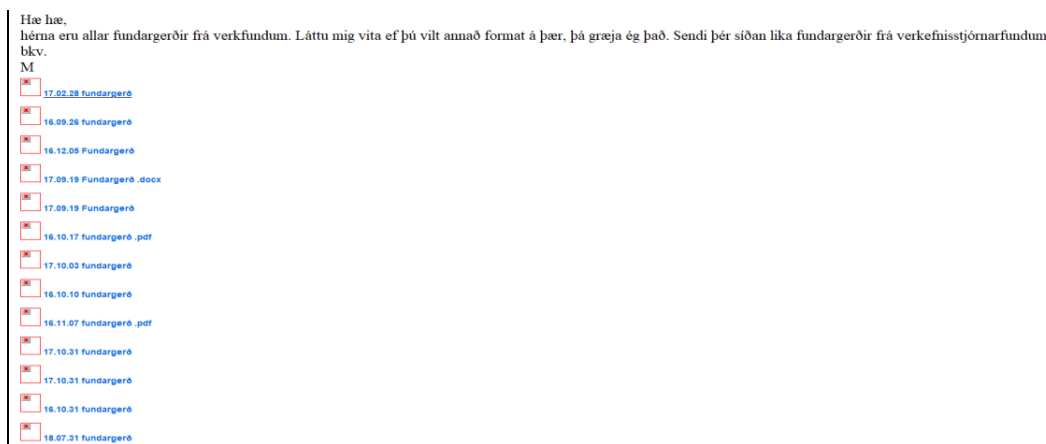 Hæ hæ,
hérna eru allar fundargerðir frá verkfundum. Láttu mig vita ef þú vilt annað format á þær, þá græja ég það. Sendi þér síðan lika fundargerðir frá verkefnisstjórnarfundum
bkv.
M
17.02.28 fundargerð
16.09.26 fundargerð
16.12.05 Fundargerð
17.09.19 Fundargerð .docx
17.09.19 Fundargerð
16.10.17 fundargerð .pdf
17.10.03 fundargerð
16.10.10 fundargerð
16.11.07 fundargerð .pdf
17.10.31 fundargerð
17.10.31 fundargerð
16.10.31 fundargerð
18.07.31 fundargerð